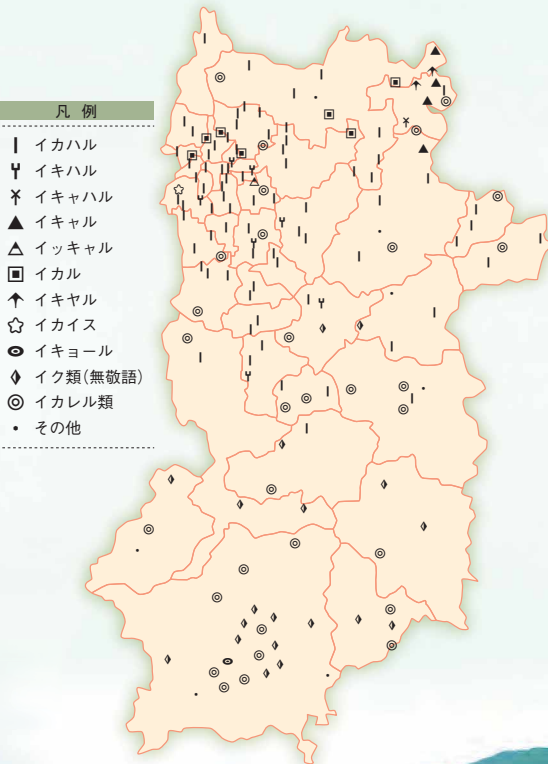 凡 例
イカハル
イキハル
イキャハル
イキャル
イッキャル
イカル
イキヤル
イカイス
イキョール
イク類(無敬語)
イカレル類
その他